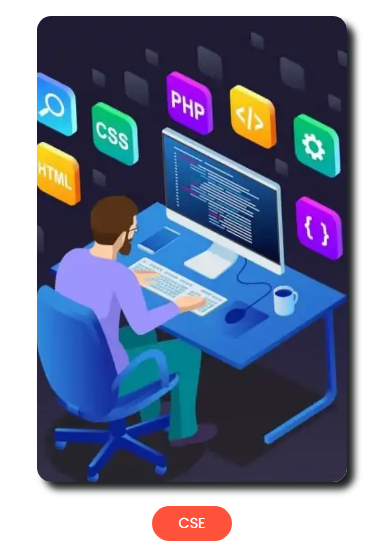 PHP
</>
CSS
HTML
{ }
CSE